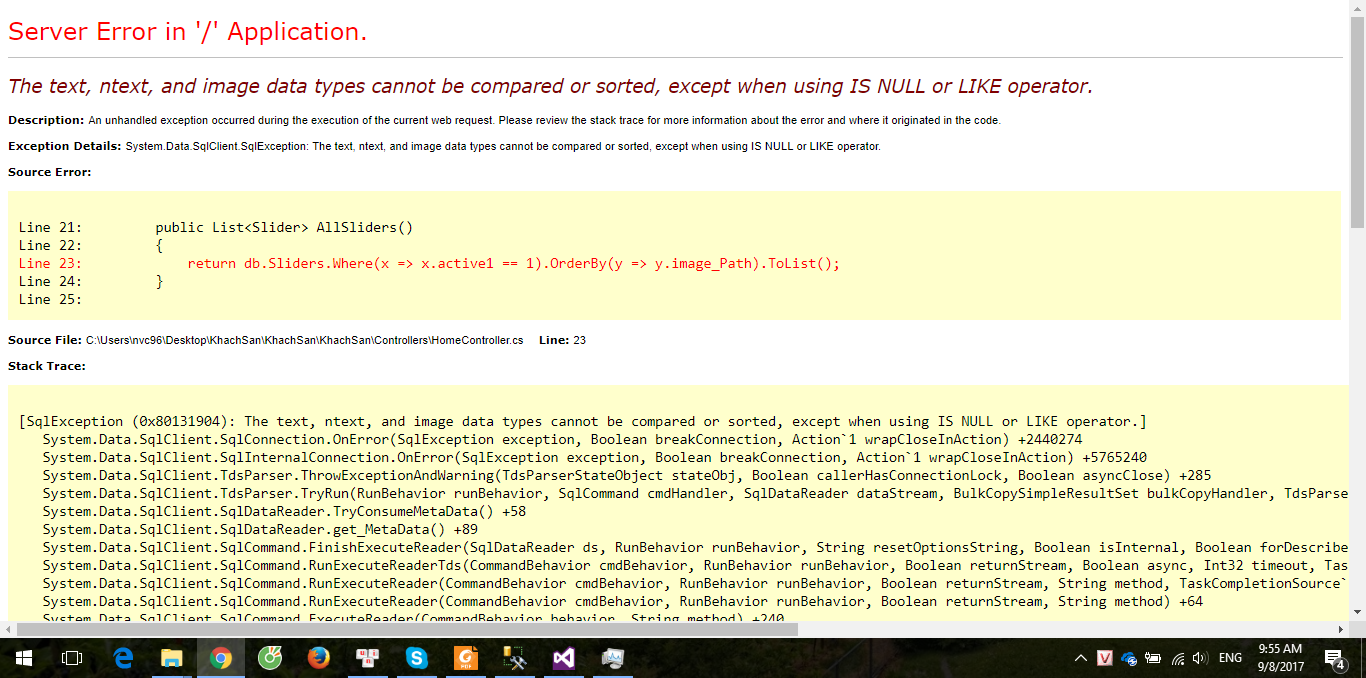 Server Error in '/' Application.
The text, ntext, and image data types cannot be compared or sorted, except when using IS NULL or LIKE operator.
Description: An unhandled exception occurred during the execution of the current web request. Please review the stack trace for more information about the error and where it originated in the code.
Exception Details: System.Data.SqlClient.SqlException: The text, ntext, and image data types cannot be compared or sorted, except when using IS NULL or LIKE operator.
Source Error:
Line 21:         public List<Slider> AllSliders()
Line 22:         {
Line 23:             return db.Sliders.Where(x => x.active1 == 1).OrderBy(y => y.image_Path).ToList();
Line 24:         }
Line 25:
Source File: C:\Users\nvc96\Desktop\KhachSan\KhachSan\KhachSan\Controllers\HomeController.cs    Line: 23
Stack Trace:
[SqlException (0x80131904): The text, ntext, and image data types cannot be compared or sorted, except when using IS NULL or LIKE operator.]
System.Data.SqlClient.SqlConnection.OnError(SqlException exception, Boolean breakConnection, Action`1 wrapCloseInAction) +2440274
System.Data.SqlClient.SqlInternalConnection.OnError(SqlException exception, Boolean breakConnection, Action`1 wrapCloseInAction) +5765240
System.Data.SqlClient.TdsParser.ThrowExceptionAndWarning(TdsParserStateObject stateObj, Boolean callerHasConnectionLock, Boolean asyncClose) +285
System.Data.SqlClient.TdsParser.TryRun(RunBehavior runBehavior, SqlCommand cmdHandler, SqlDataReader dataStream, BulkCopySimpleResultSet bulkCopyHandler, TdsParse
System.Data.SqlClient.SqlDataReader.TryConsumeMetaData() +58
System.Data.SqlClient.SqlDataReader.get_MetaData() +89
System.Data.SqlClient.SqlCommand.FinishExecuteReader(SqlDataReader ds, RunBehavior runBehavior, String resetOptionsString, Boolean isInternal, Boolean forDescribe
System.Data.SqlClient.SqlCommand.RunExecuteReaderTds(CommandBehavior cmdBehavior, RunBehavior runBehavior, Boolean returnStream, Boolean async, Int32 timeout, Tas
System.Data.SqlClient.SqlCommand.RunExecuteReader(CommandBehavior cmdBehavior, RunBehavior runBehavior, Boolean returnStream, String method, TaskCompletionSource`
System.Data.SqlClient.SqlCommand.RunExecuteReader(CommandBehavior cmdBehavior, RunBehavior runBehavior, Boolean returnStream, String method) +64
System.Data.SqlClient.SqlCommand.ExecuteReader(CommandBehavior behavior, String method) +240
ENG
9:55 AM
9/8/2017
4